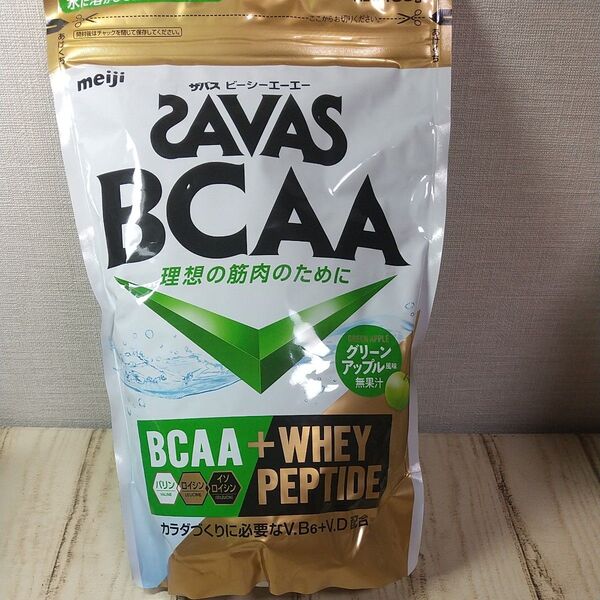 ここからお切りください。
開封後はチャックを閉じて保存してください。
meiji
ザバス ビーシーエーエー
SAVAS
BCAA
理想の筋肉のために
GREEN APPLE
グリーン
アップル風味
無果汁
BCAA+WHEY
PEPTIDE
バリン
VALINE
ロイシン
LEUCINE
イソ
ロイシン
ISOLEUCINE
カラダづくりに必要なV.B6+V.D配合